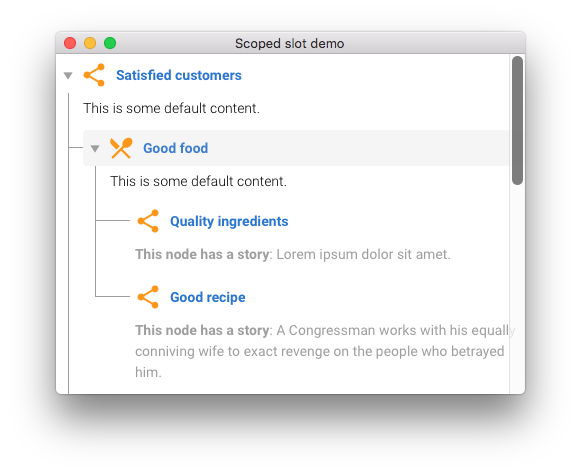 Scoped slot demo
Satisfied customers
This is some default content.
Good food
This is some default content.
Quality ingredients
This node has a story: Lorem ipsum dolor sit amet.
Good recipe
This node has a story: A Congressman works with his equally
conniving wife to exact revenge on the people who betrayed
him.